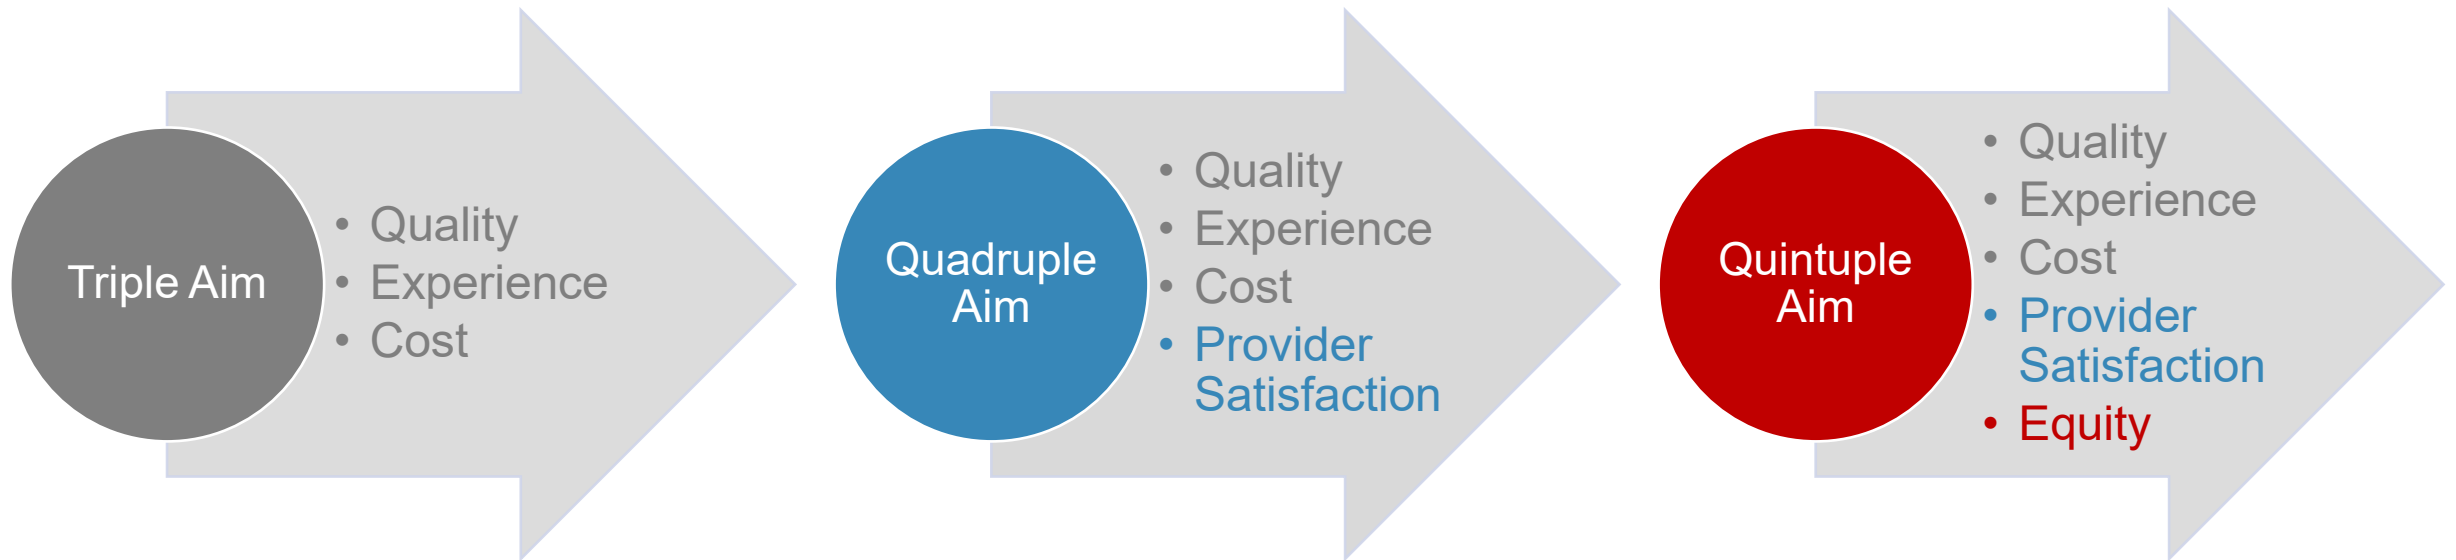 Triple Aim
• Quality
• Experience
• Cost
Quadruple
Aim
• Quality
• Experience
• Cost
• Provider
Satisfaction
Quintuple
Aim
• Quality
• Experience
• Cost
• Provider
Satisfaction
• Equity